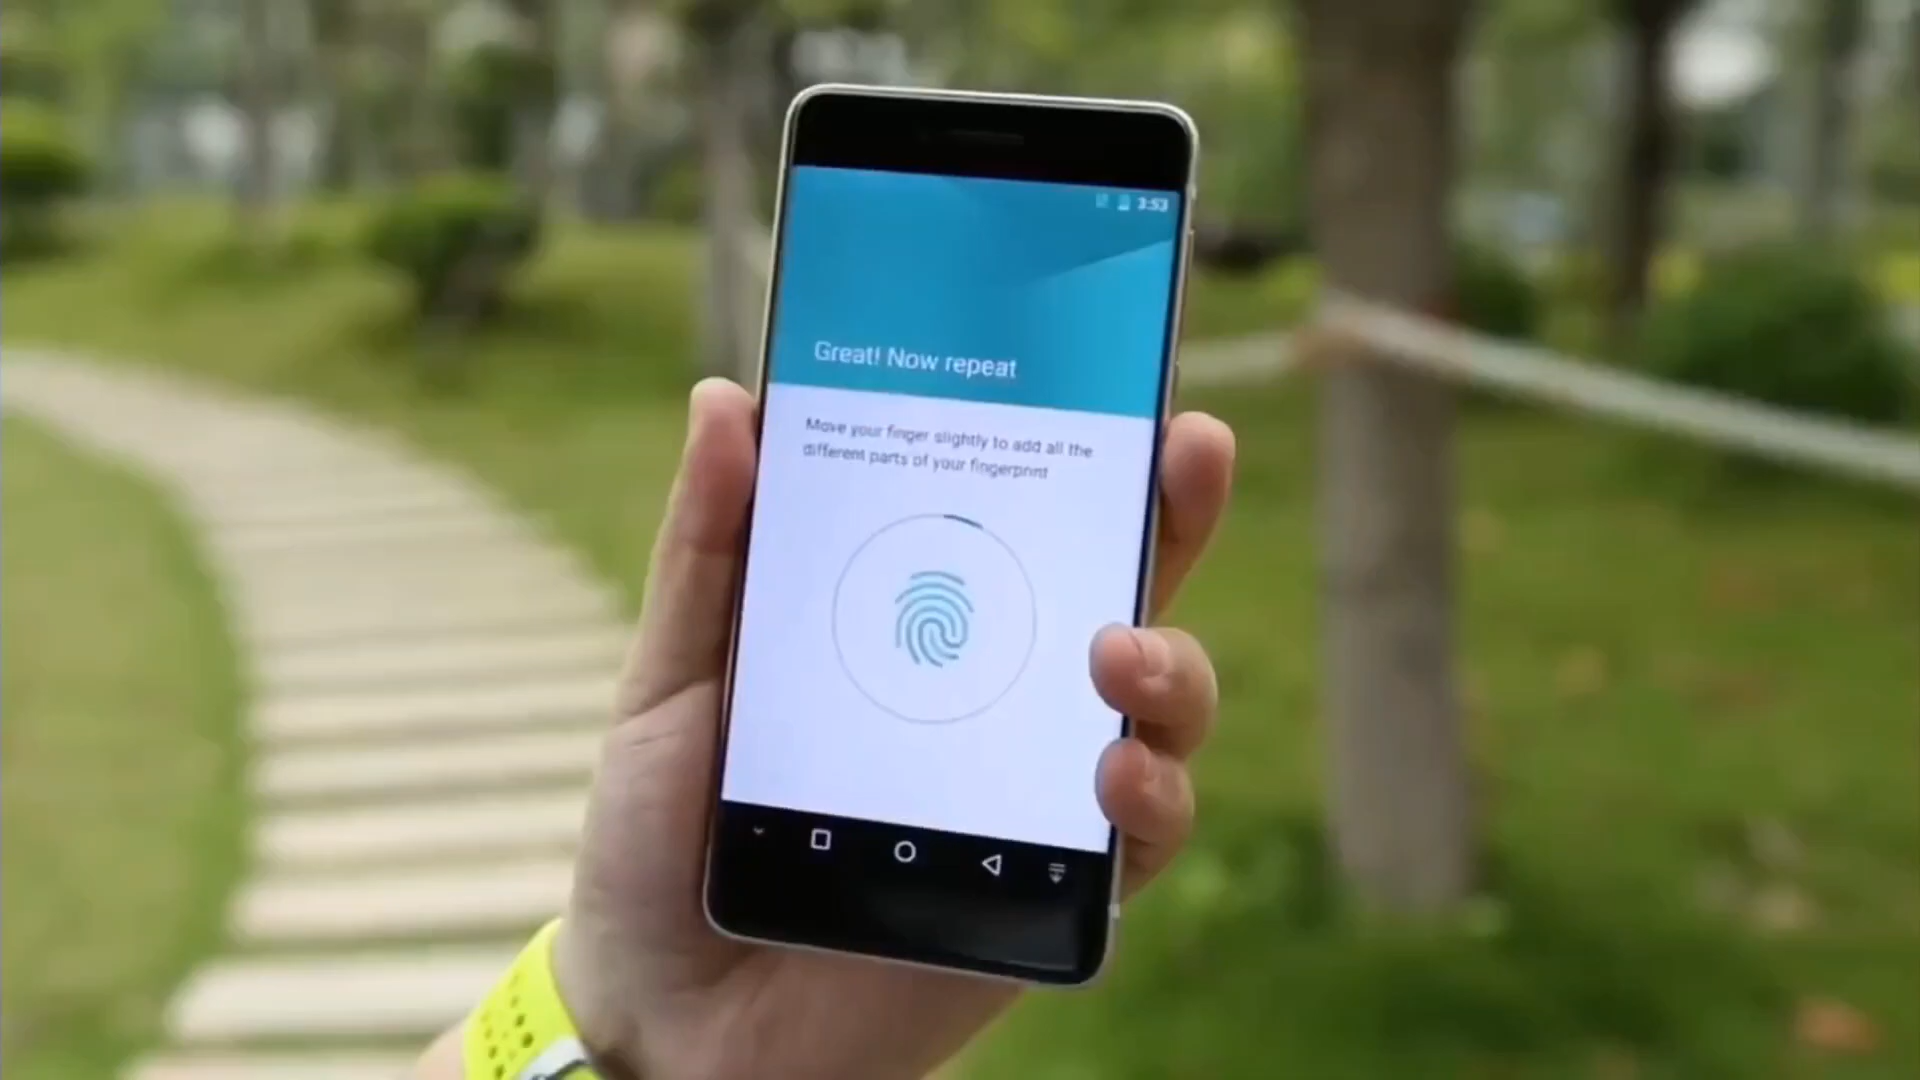 3:53
Great! Now repeat
Move your finger slightly to add all the
different parts of your fingerprint